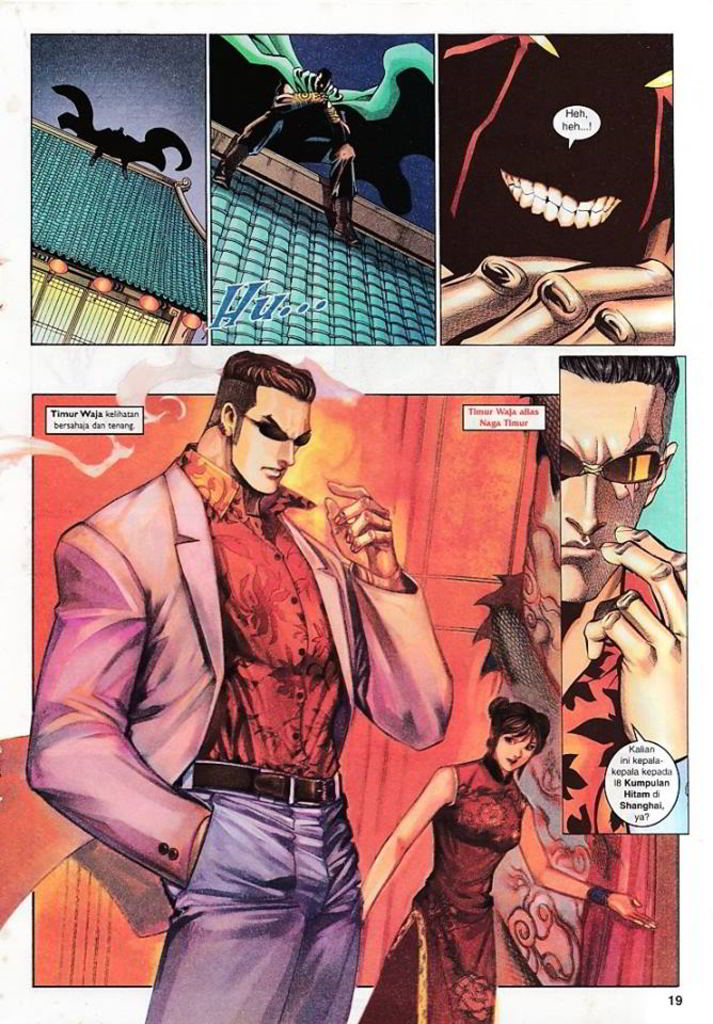 Heh,
heh...!
Hu...
Timur Waja kelihatan
bersahaja dan tenang.
Timur Waja alias
Naga Timur
Kalian
ini kepala-
kepala kepada
18 Kumpulan
Hitam di
Shanghai,
ya?
19